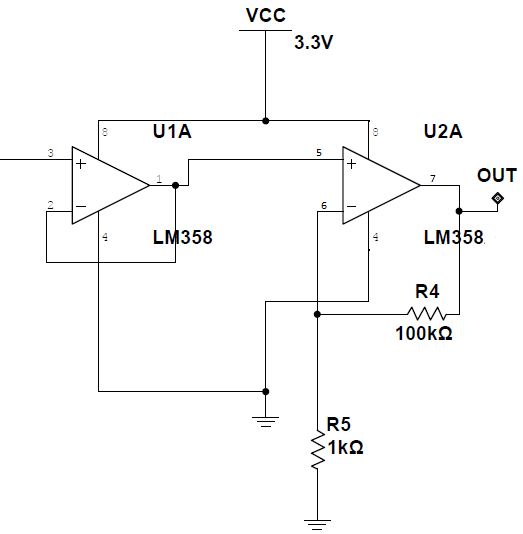 VCC
3.3V
8
U1A
8
U2A
3
1
5
7
OUT
2
6
4
LM358
4
LM358
R4
100kΩ
R5
1kΩ